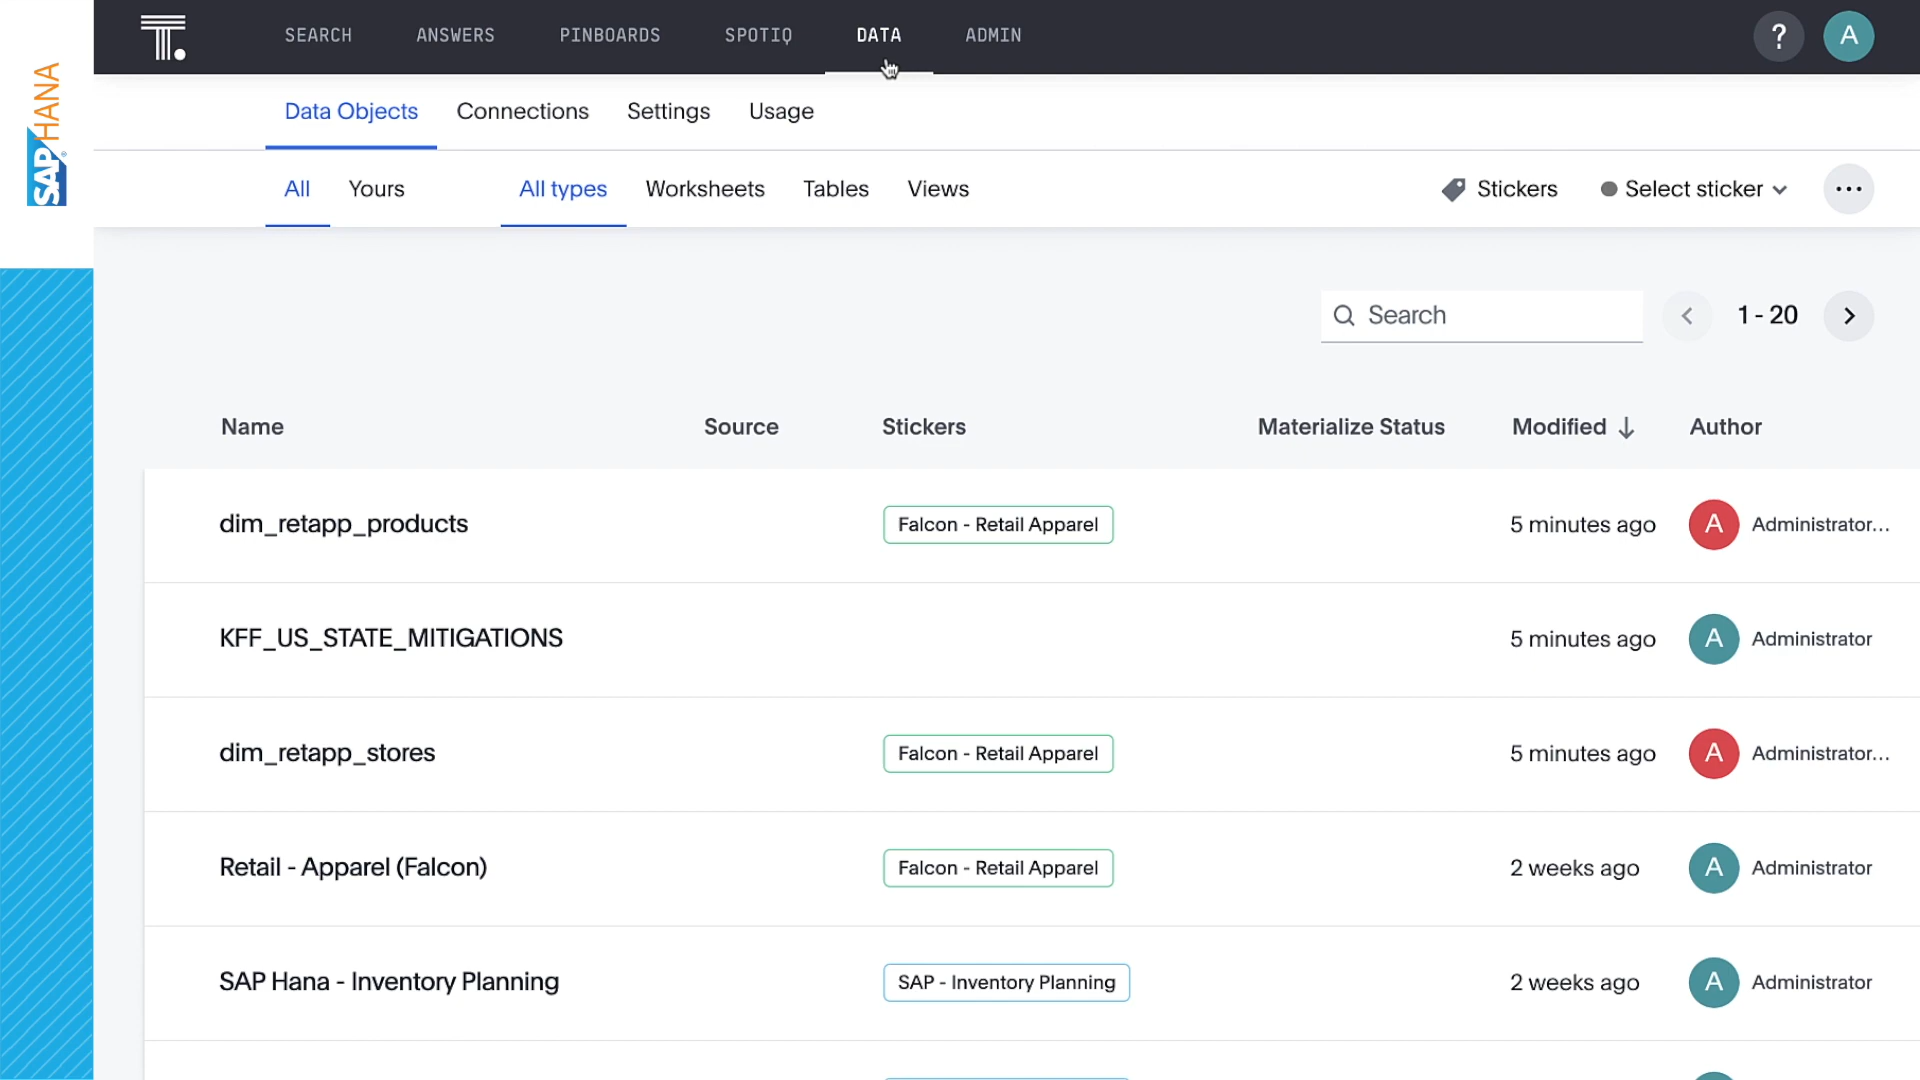 SAP HANA
T.
SEARCH ANSWERS PINBOARDS SPOTIQ DATA ADMIN ? A
Data Objects Connections Settings Usage
All Yours All types Worksheets Tables Views Stickers Select sticker ...
Search 1 - 20
Name Source Stickers Materialize Status Modified Author
dim_retapp_products Falcon - Retail Apparel 5 minutes ago A Administrator...
KFF_US_STATE_MITIGATIONS 5 minutes ago A Administrator
dim_retapp_stores Falcon - Retail Apparel 5 minutes ago A Administrator...
Retail - Apparel (Falcon) Falcon - Retail Apparel 2 weeks ago A Administrator
SAP Hana - Inventory Planning SAP - Inventory Planning 2 weeks ago A Administrator